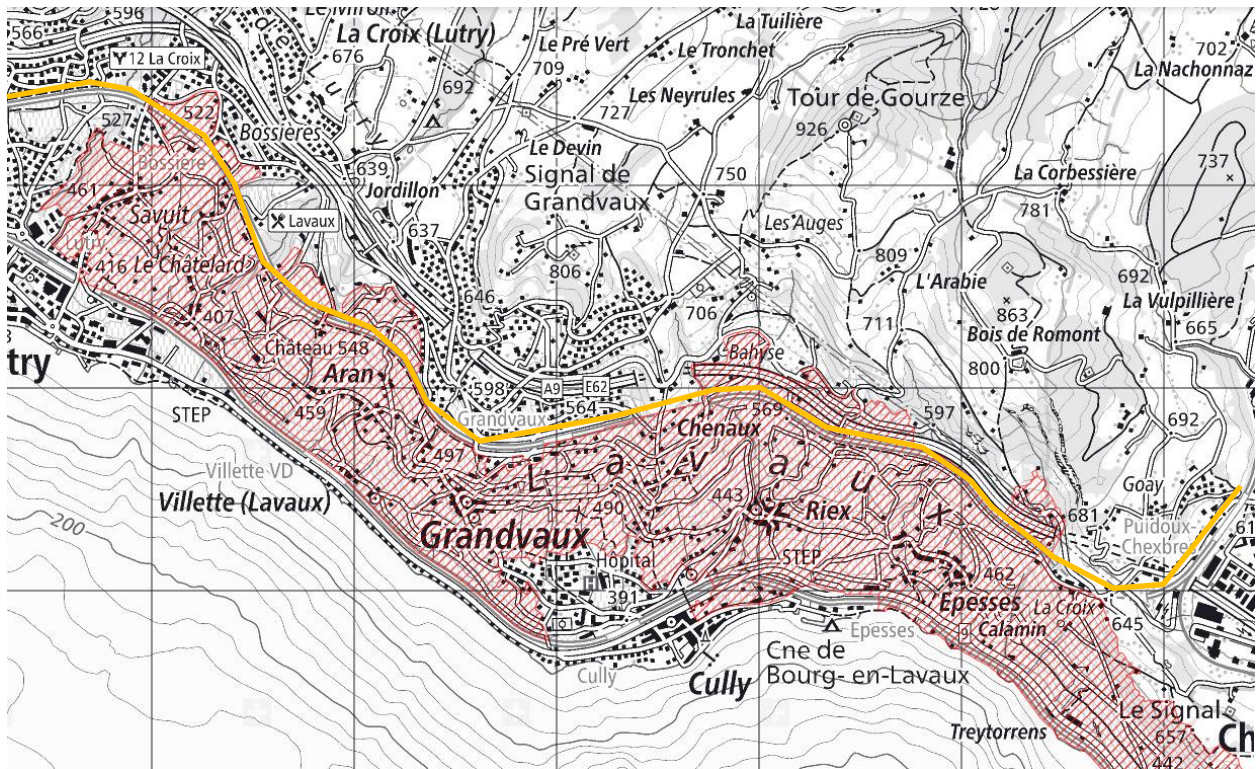 596
566
La Croix (Lutry)
12 La Croix
676
692
Le Pré Vert
709
La Tuilière
Le Tronchet
702
La Nachonnaz
527
522
Bossières
Bossière
727
Les Neyrules
Tour de Gourze
926
Le Devin
639
Jordillon
Signal de
Grandvaux
750
737
La Corbessière
781
461
Savuit
Lavaux
Lutry
637
Les Auges
416
Le Châtelard
806
809
L'Arabie
692
La Vulpillière
646
706
711
863
Bois de Romont
665
407
Château 548
Aran
Bahyse
800
try
598
A9
E62
564
569
597
692
STEP
459
Grandvaux
Chenaux
497
Lavaux
Villette VD
Villette (Lavaux)
490
443
Riex
Goay
681
Puidoux-
Chexbres
200
Grandvaux
Hôpital
STEP
462
391
Epesses
La Croix
645
Calamin
Epesses
Cne de
Bourg-en-Lavaux
Cully
Cully
Le Signal
Treytorrens
657
Ch
442